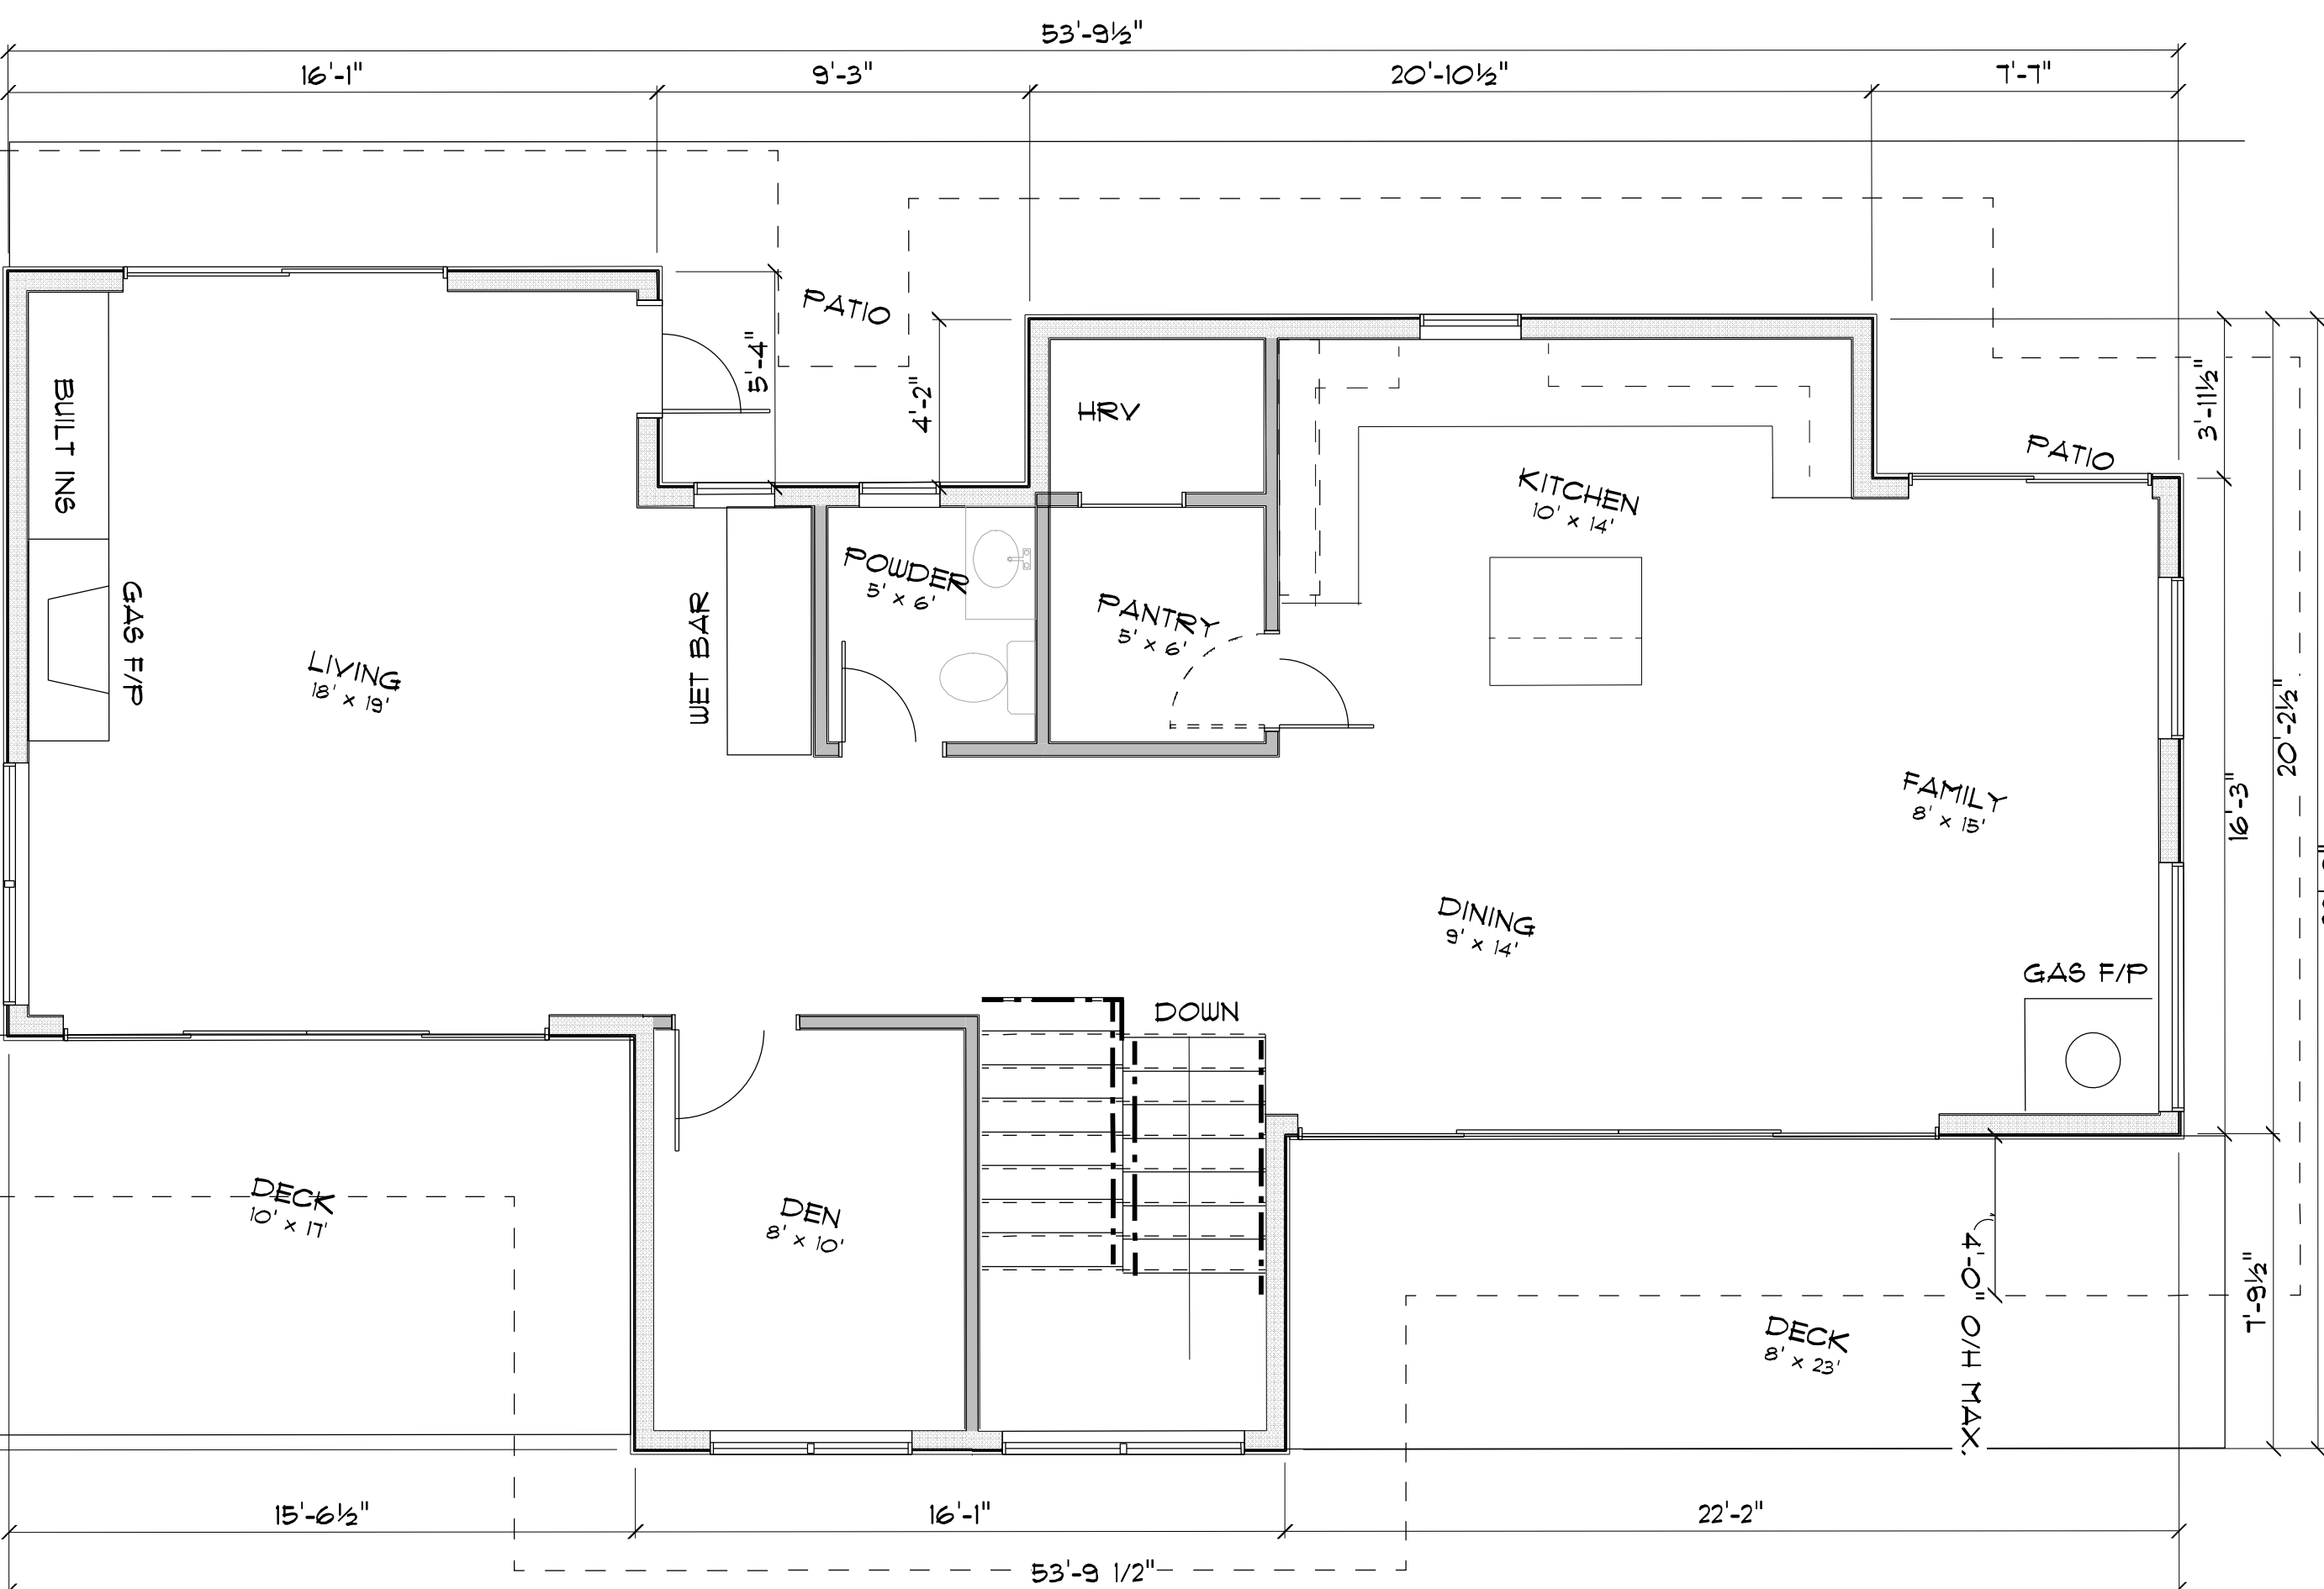 53'-9½"
16'-1"
9'-3"
20'-10½"
7'-7"
PATIO
5'-4"
4'-2"
3'-11½"
BUILT INS
HRV
PATIO
KITCHEN
10' x 14'
POWDER
5' x 6'
PANTRY
5' x 6'
GAS F/P
WET BAR
LIVING
18' x 19'
20'-2½"
16'-3"
FAMILY
8' x 15'
DINING
9' x 14'
GAS F/P
DOWN
DECK
10' x 17'
DEN
8' x 10'
4'-0" O/H MAX.
7'-9½"
DECK
8' x 23'
15'-6½"
16'-1"
22'-2"
53'-9 1/2"